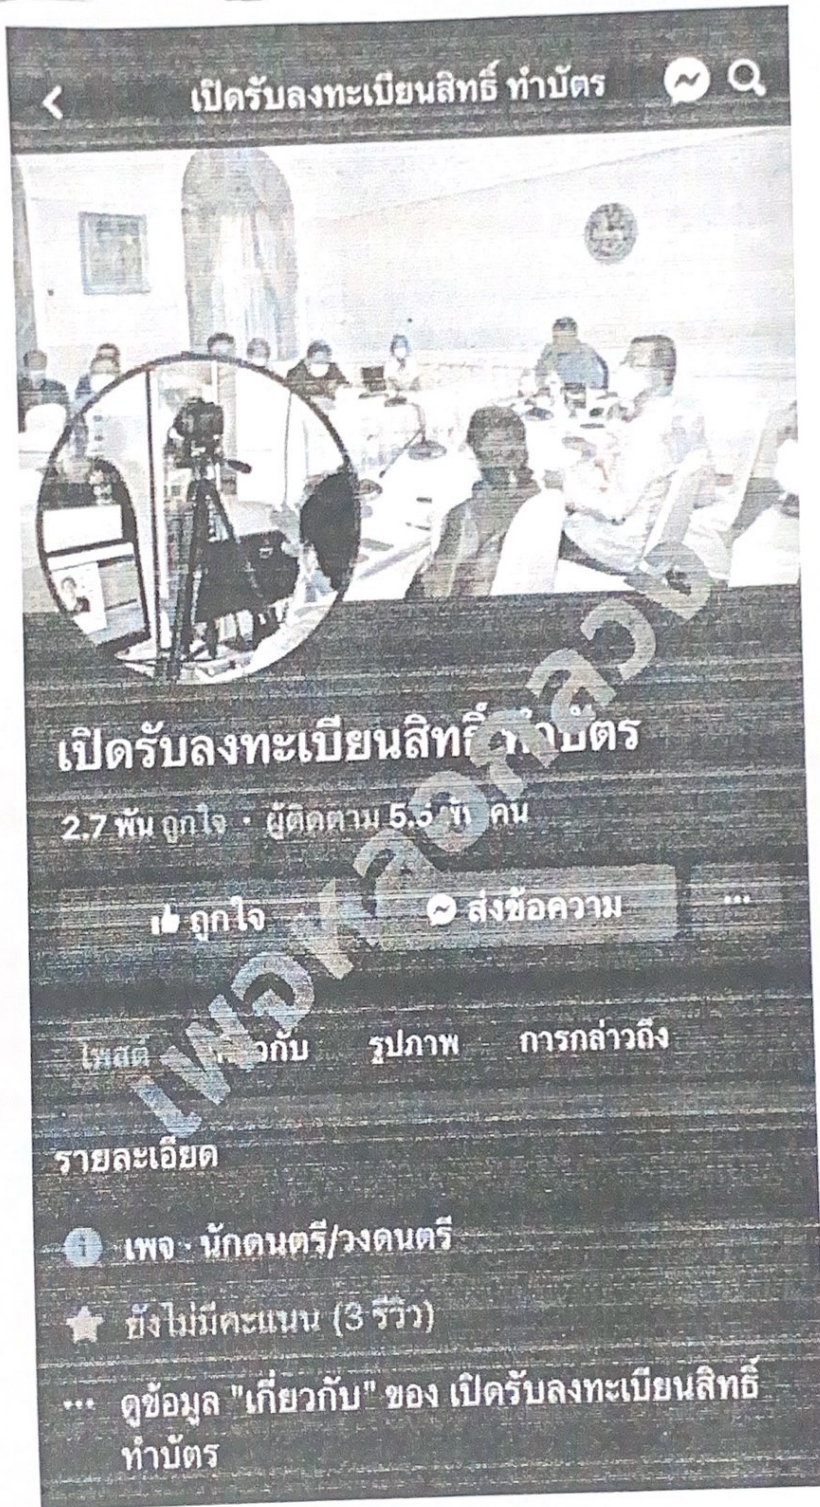 เปิดรับลงทะเบียนสิทธิ์ ทำบัตร
เปิดรับลงทะเบียนสิทธิ์ ทำบัตร
2.7 พัน ถูกใจ · ผู้ติดตาม คน
ถูกใจ
ส่งข้อความ
โพสต์ รูปภาพ การกล่าวถึง
เพจหลอกลวง
รายละเอียด
เพจ · นักดนตรี/วงดนตรี
ยังไม่มีคะแนน (3 รีวิว)
ดูข้อมูล "เกี่ยวกับ" ของ เปิดรับลงทะเบียนสิทธิ์
ทำบัตร